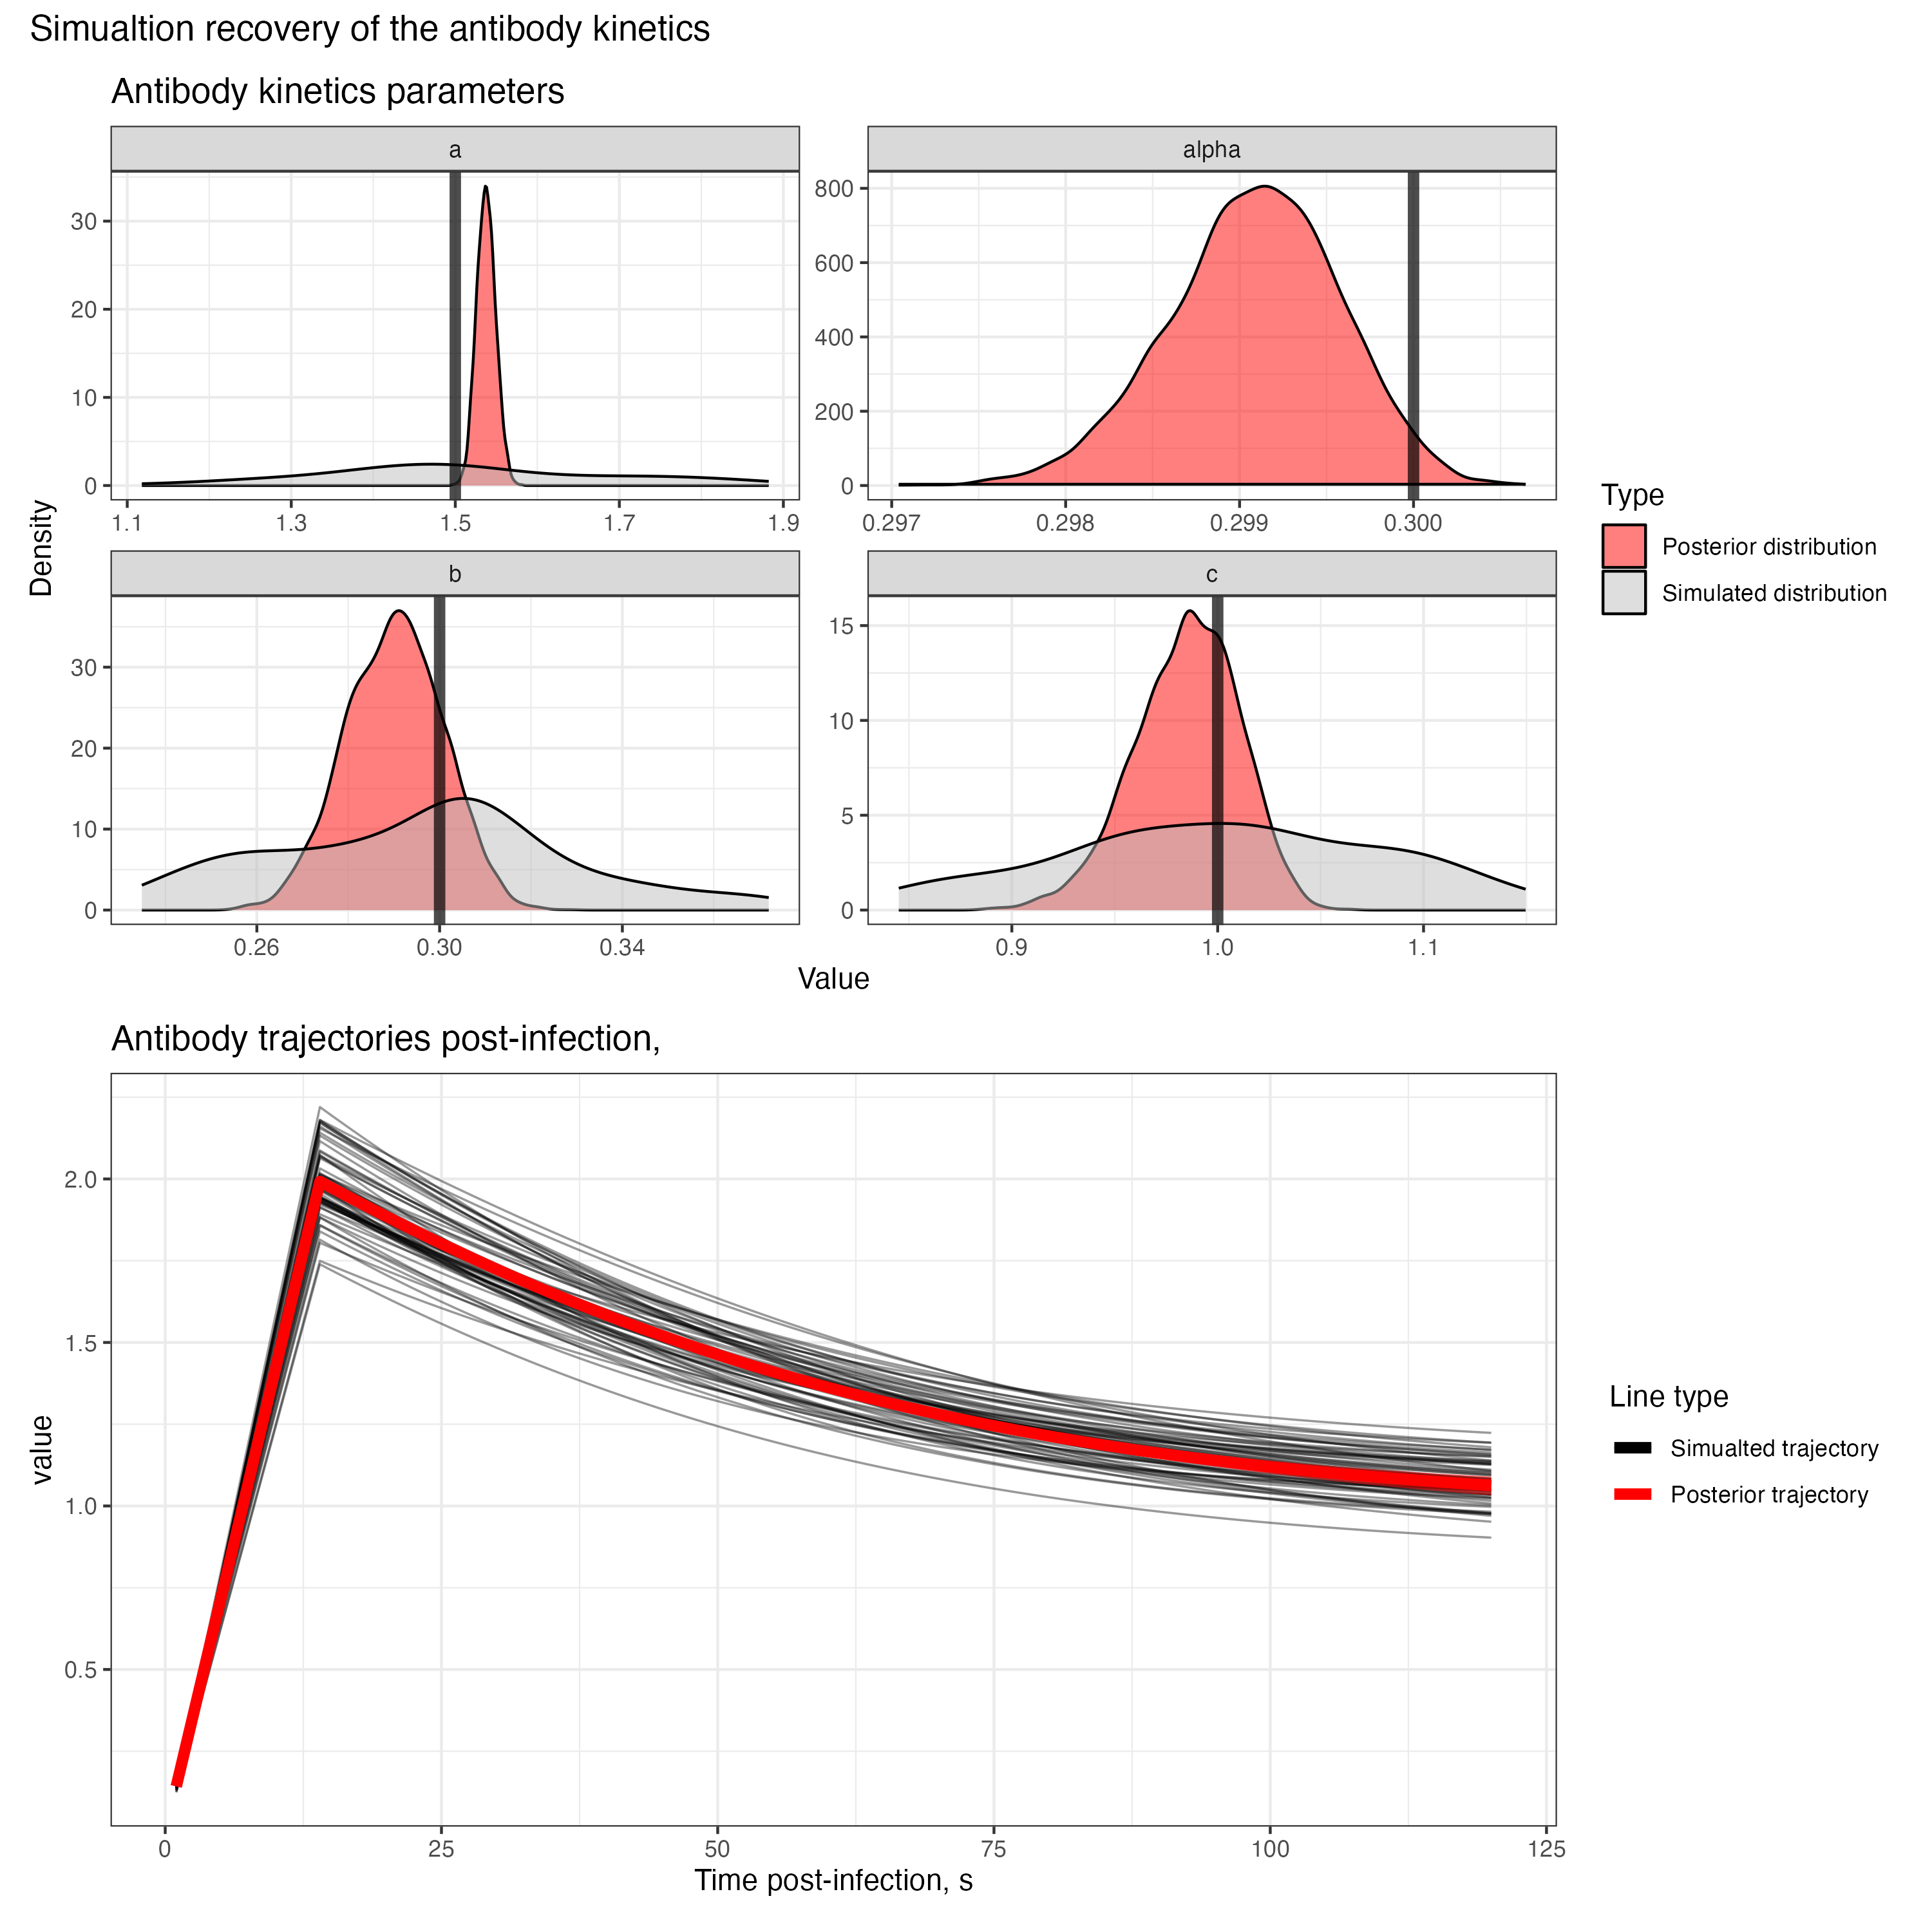 Simualtion recovery of the antibody kinetics
Antibody kinetics parameters
a
alpha
30
20
10
0
1.1 1.3 1.5 1.7 1.9
800
600
400
200
0
0.297 0.298 0.299 0.300
b
c
30
20
10
0
0.26 0.30 0.34
15
10
5
0
0.9 1.0 1.1
Density
Value
Type
Posterior distribution
Simulated distribution
Antibody trajectories post-infection,
2.0
1.5
1.0
0.5
value
0 25 50 75 100 125
Time post-infection, s
Line type
Simualted trajectory
Posterior trajectory